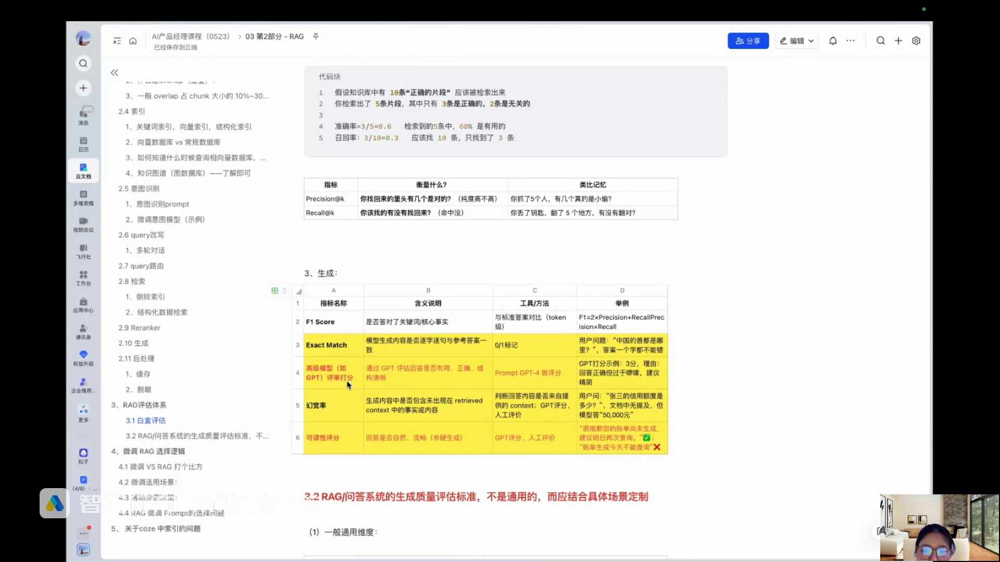 AI产品经理课程（0523） > 03 第2部分 - RAG
已经保存到云端
分享
编辑
499
消息
日历
云文档
多维表格
视频会议
飞行社
工作台
应用中心
通讯录
权益升级
企业推荐...
更多
扣子
(4/9)
3、一般 overlap 占 chunk 大小的 10%~30...
2.4 索引
1、关键词索引，向量索引，结构化索引
2、向量数据库 vs 常规数据库
3、如何知道什么时候查询相向量数据库，...
4、知识图谱（图数据库）——了解即可
2.5 意图识别
1、意图识别prompt
2、微调意图模型（示例）
2.6 query改写
1、多轮对话
2.7 query路由
2.8 检索
1、倒排索引
2、结构化数据检索
2.9 Reranker
2.10 生成
2.11 后处理
1、缓存
2、脱敏
3、RAG评估体系
3.1 白盒评估
3.2 RAG/问答系统的生成质量评估标准，不...
4、微调 RAG 选择逻辑
4.1 微调 VS RAG 打个比方
4.2 微调适用场景：
4.4 RAG 微调 Prompt的选择问题
5、 关于coze 中索引的问题
代码块
1 假设知识库中有 10条“正确的片段” 应该被检索出来
2 你检索出了 5条片段，其中只有 3条是正确的，2条是无关的
3
4 准确率=3/5=0.6 检索到的5条中，60% 是有用的
5 召回率：3/10=0.3 应该找 10 条，只找到了 3 条
指标 衡量什么? 类比记忆
Precision@k 你找回来的里头有几个是对的？（纯度高不高） 你抓了5个人，有几个真的是小偷?
Recall@k 你该找的有没有找回来？（命中没） 你丢了钥匙，翻了 5 个地方，有没有翻对?
3、生成：
A B C D
1 指标名称 含义说明 工具/方法 举例
2 F1 Score 是否答对了关键词/核心事实 与标准答案对比（token级） F1=2×Precision+RecallPrecision×Recall
3 Exact Match 模型生成内容是否逐字逐句与参考答案一致 0/1标记 用户问题：“中国的首都是哪里？”，答案一个字都不能错
4 高级模型（如GPT）评审打分 通过 GPT 评估回答是否有用、正确、结构清晰 Prompt GPT-4 做评分 GPT打分示例：3分，理由：回答正确但过于啰嗦，建议精简
5 幻觉率 生成内容中是否包含未出现在 retrieved context 中的事实或内容 判断回答内容是否来自提供的 context；GPT评分、人工评价 用户问：“张三的信用额度是多少？”，文档中无提及，但模型答“50,000元”
6 可读性评分 回答是否自然、流畅（非硬生成） GPT评分、人工评价 “很抱歉您的账单尚未生成，建议明日再次查询。”✅；“账单生成今天不能查询”❌
3.2 RAG/问答系统的生成质量评估标准，不是通用的，而应结合具体场景定制
（1）一般通用维度：